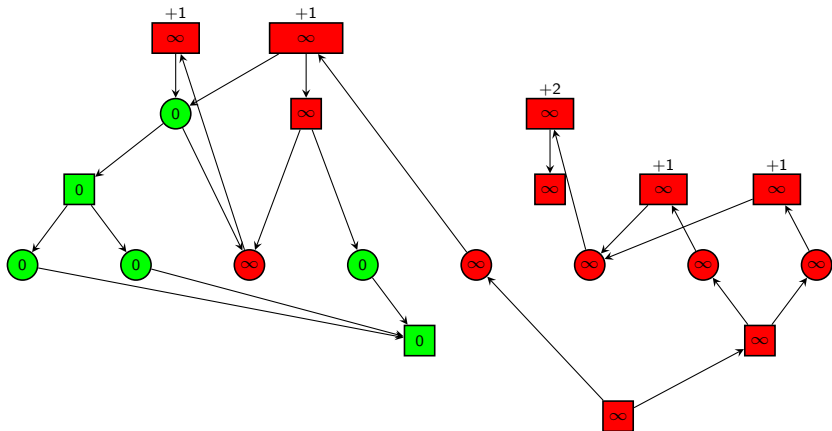 +1 +1
∞ ∞
+2
0 ∞ ∞
+1 +1
0 ∞ ∞ ∞
0 0 ∞ 0 ∞ ∞ ∞ ∞
0 ∞
∞